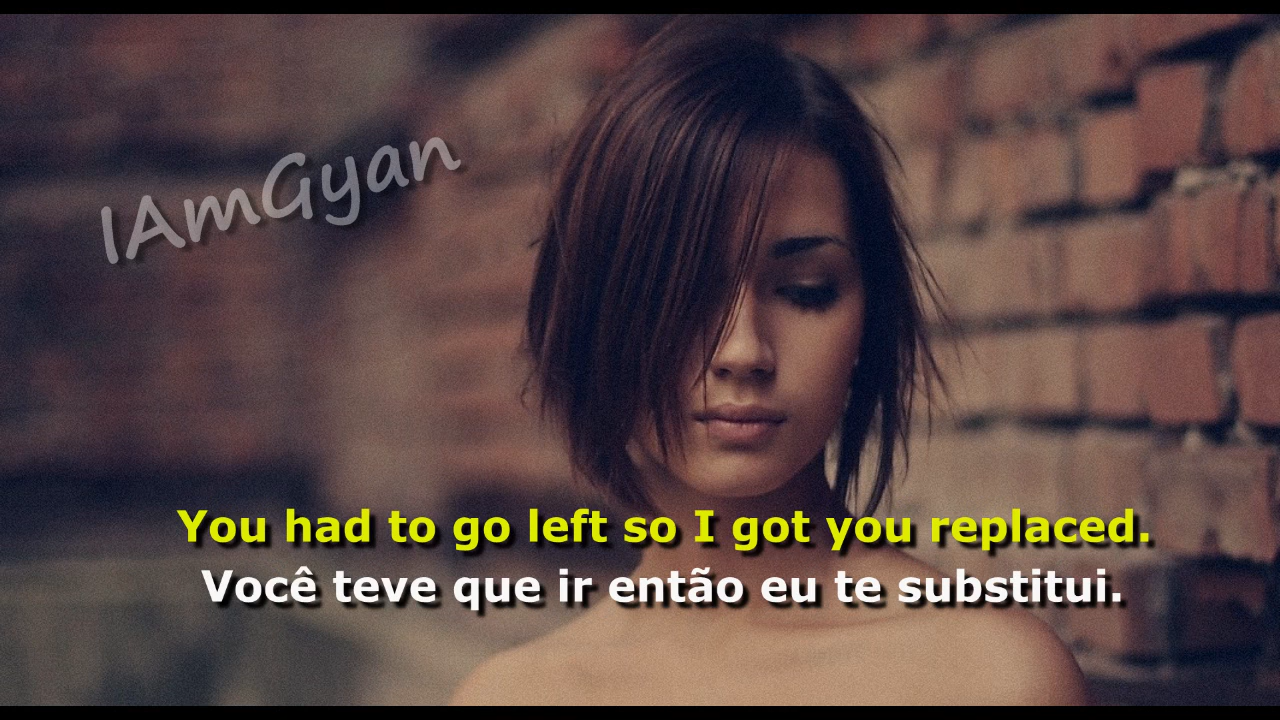 IAmGyan
You had to go left so I got you replaced.
Você teve que ir então eu te substitui.